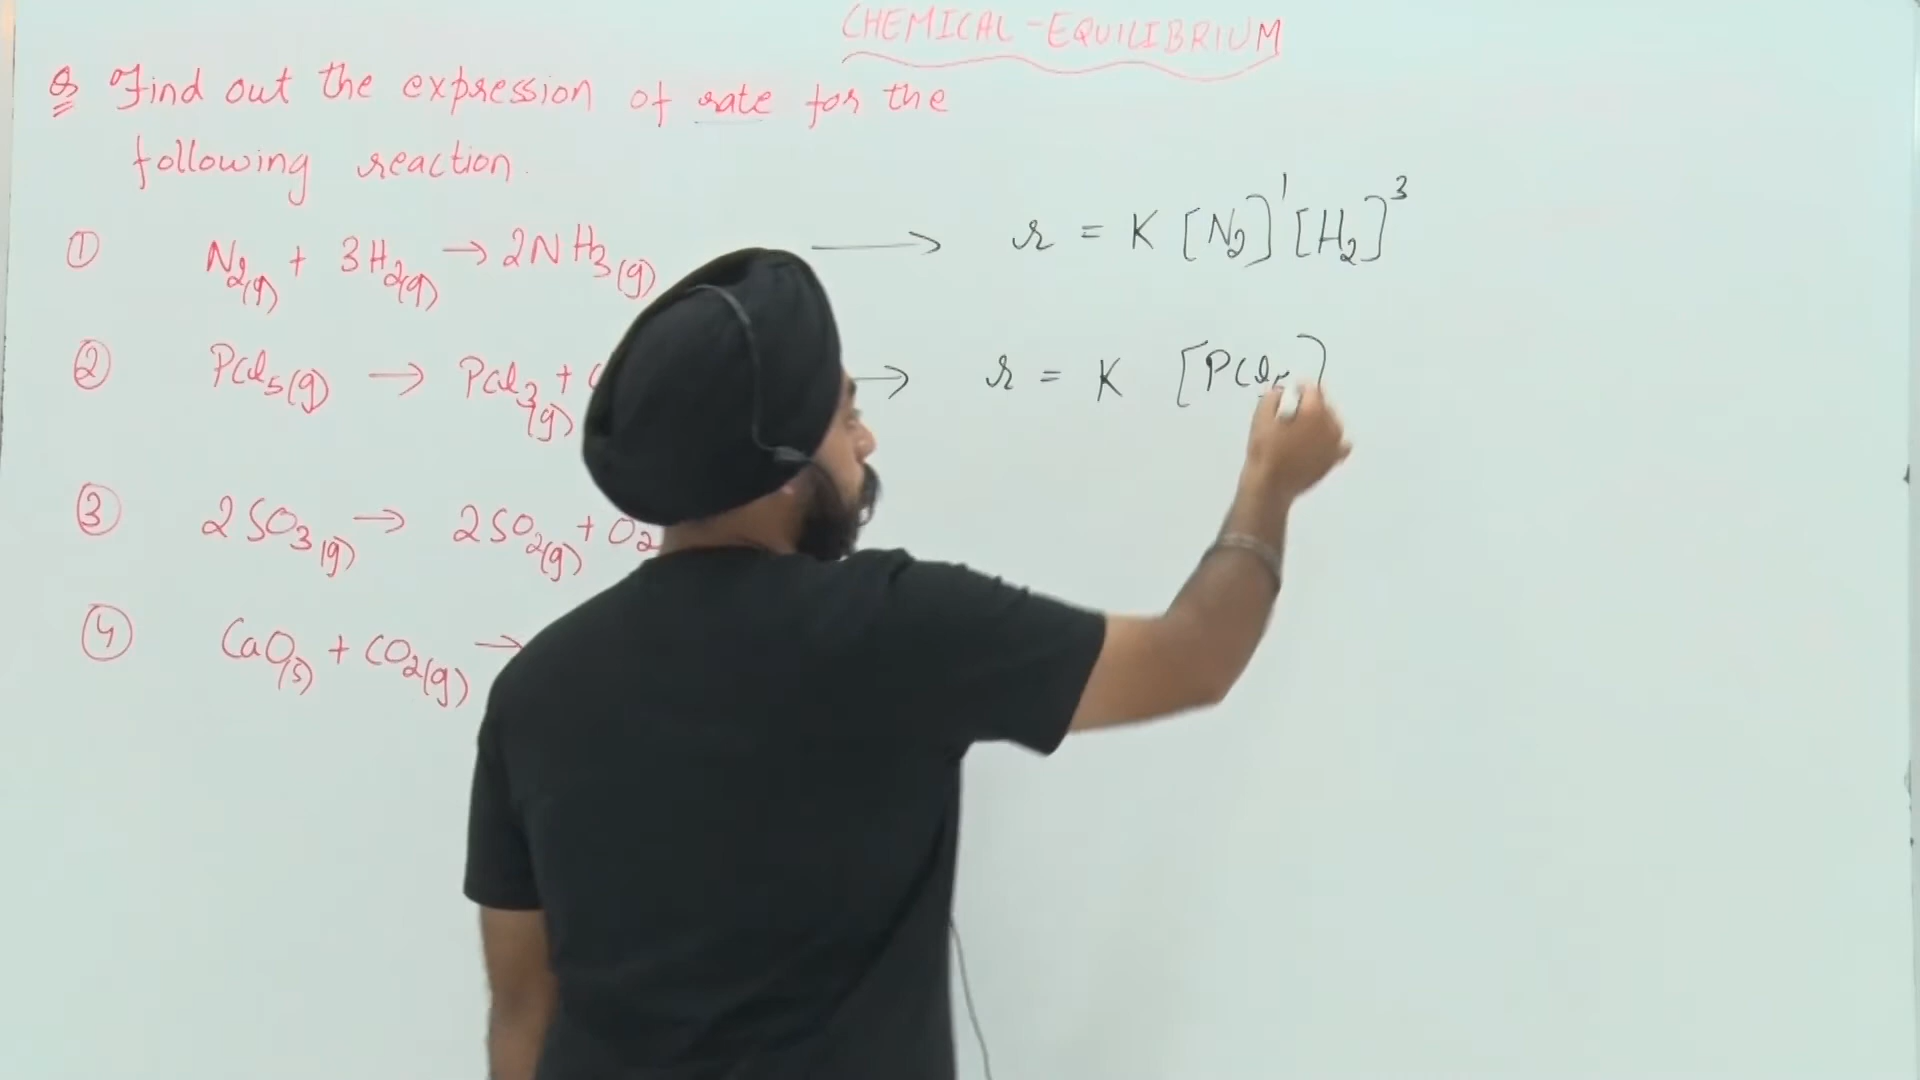 CHEMICAL-EQUILIBRIUM
Q Find out the expression of rate for the
following reaction.
① N₂(g) + 3H₂(g) → 2NH₃(g) → r = K [N₂]¹ [H₂]³
② PCl₅(g) → PCl₃(g) + → r = K [PCl₅]
③ 2SO₃(g) → 2SO₂(g) + O₂
④ CaO(s) + CO₂(g) →